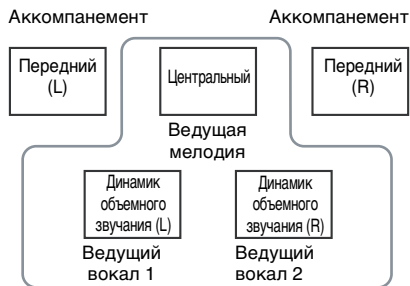 Аккомпанемент Аккомпанемент
Передний Центральный Передний
(L) (R)
Ведущая
мелодия
Динамик Динамик
объемного объемного
звучания (L) звучания (R)
Ведущий Ведущий
вокал 1 вокал 2